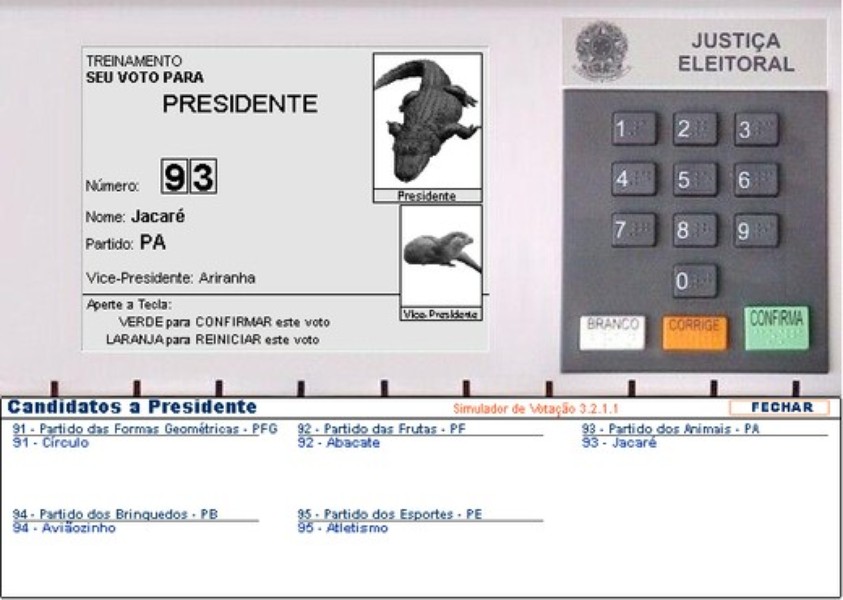 TREINAMENTO
SEU VOTO PARA
PRESIDENTE
Número: 93
Nome: Jacaré
Partido: PA
Vice-Presidente: Ariranha
Aperte a Tecla:
VERDE para CONFIRMAR este voto
LARANJA para REINICIAR este voto
Presidente
Vice-Presidente
JUSTIÇA
ELEITORAL
1 2 3
4 5 6
7 8 9
0
BRANCO CORRIGE CONFIRMA
Candidatos a Presidente Simulador de Votação 3.2.1.1 FECHAR
91 - Partido das Formas Geométricas - PFG 92 - Partido das Frutas - PF 93 - Partido dos Animais - PA
91 - Círculo 92 - Abacate 93 - Jacaré
94 - Partido dos Brinquedos - PB 95 - Partido dos Esportes - PE
94 - Aviãozinho 95 - Atletismo